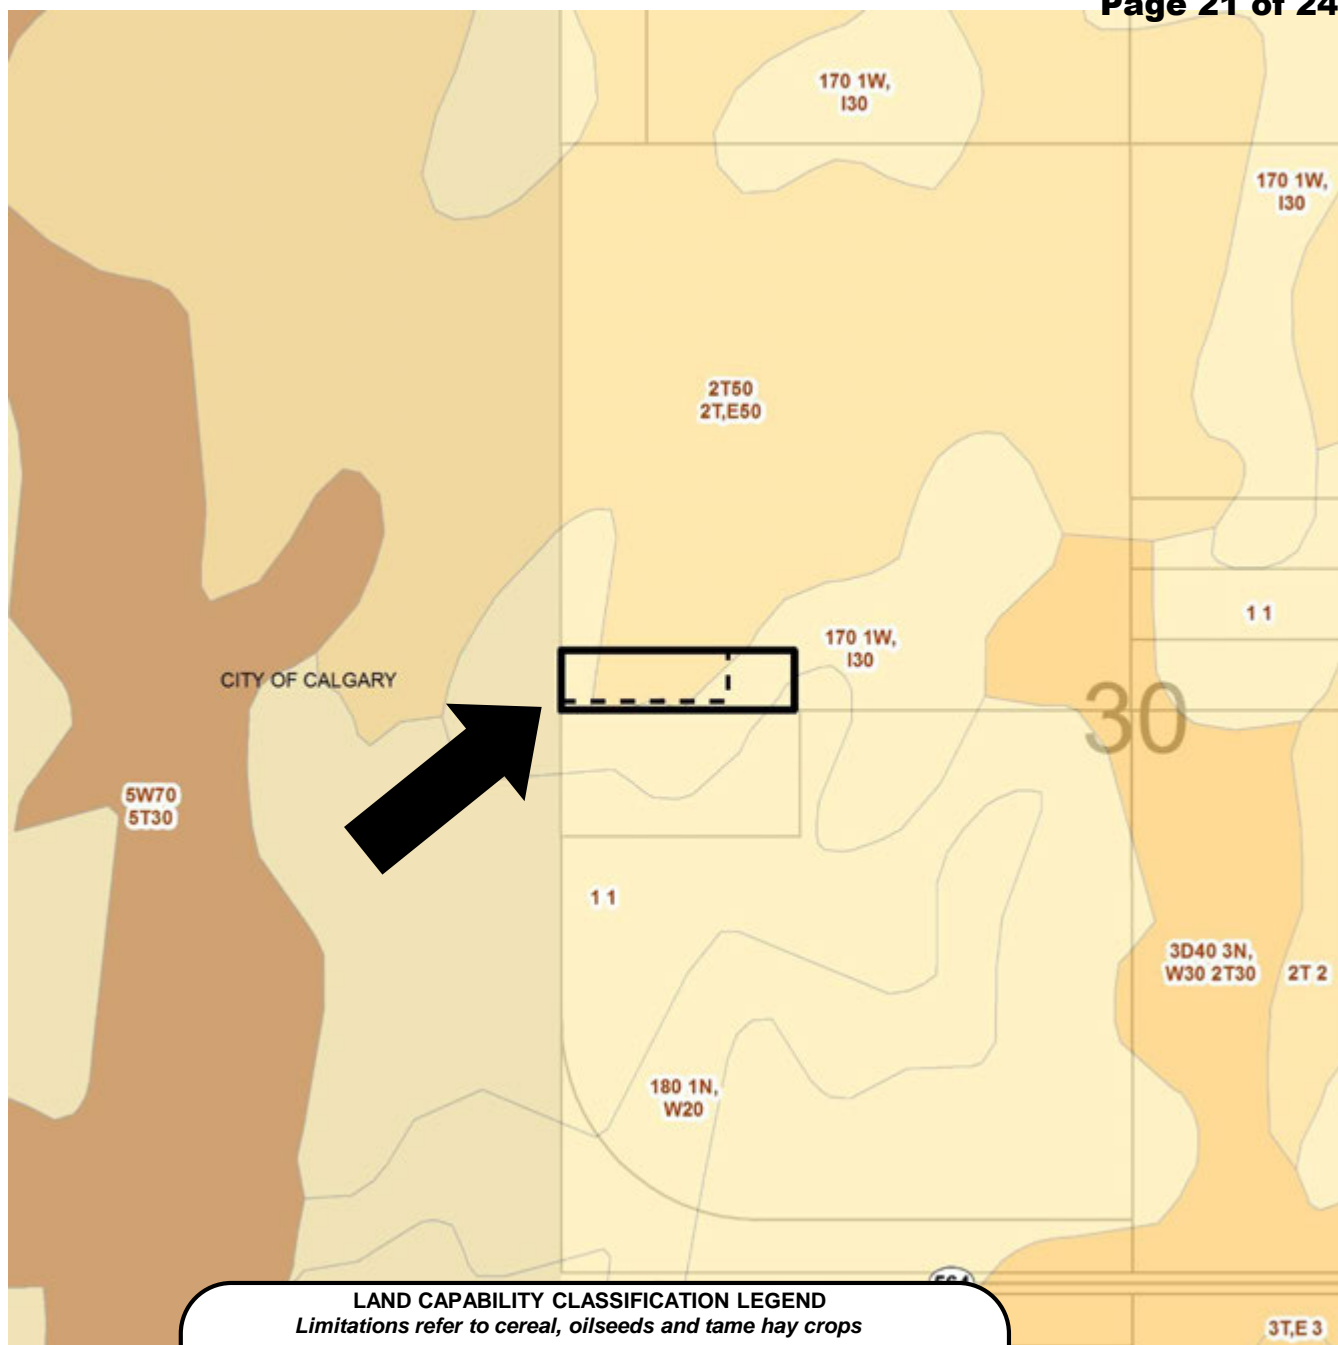 Page 21 of 24
170 1W,
I30
170 1W,
I30
2T50
2T,E50
1 1
170 1W,
I30
CITY OF CALGARY
30
5W70
5T30
1 1
3D40 3N,
W30 2T30
2T 2
180 1N,
W20
LAND CAPABILITY CLASSIFICATION LEGEND
Limitations refer to cereal, oilseeds and tame hay crops
3T,E 3